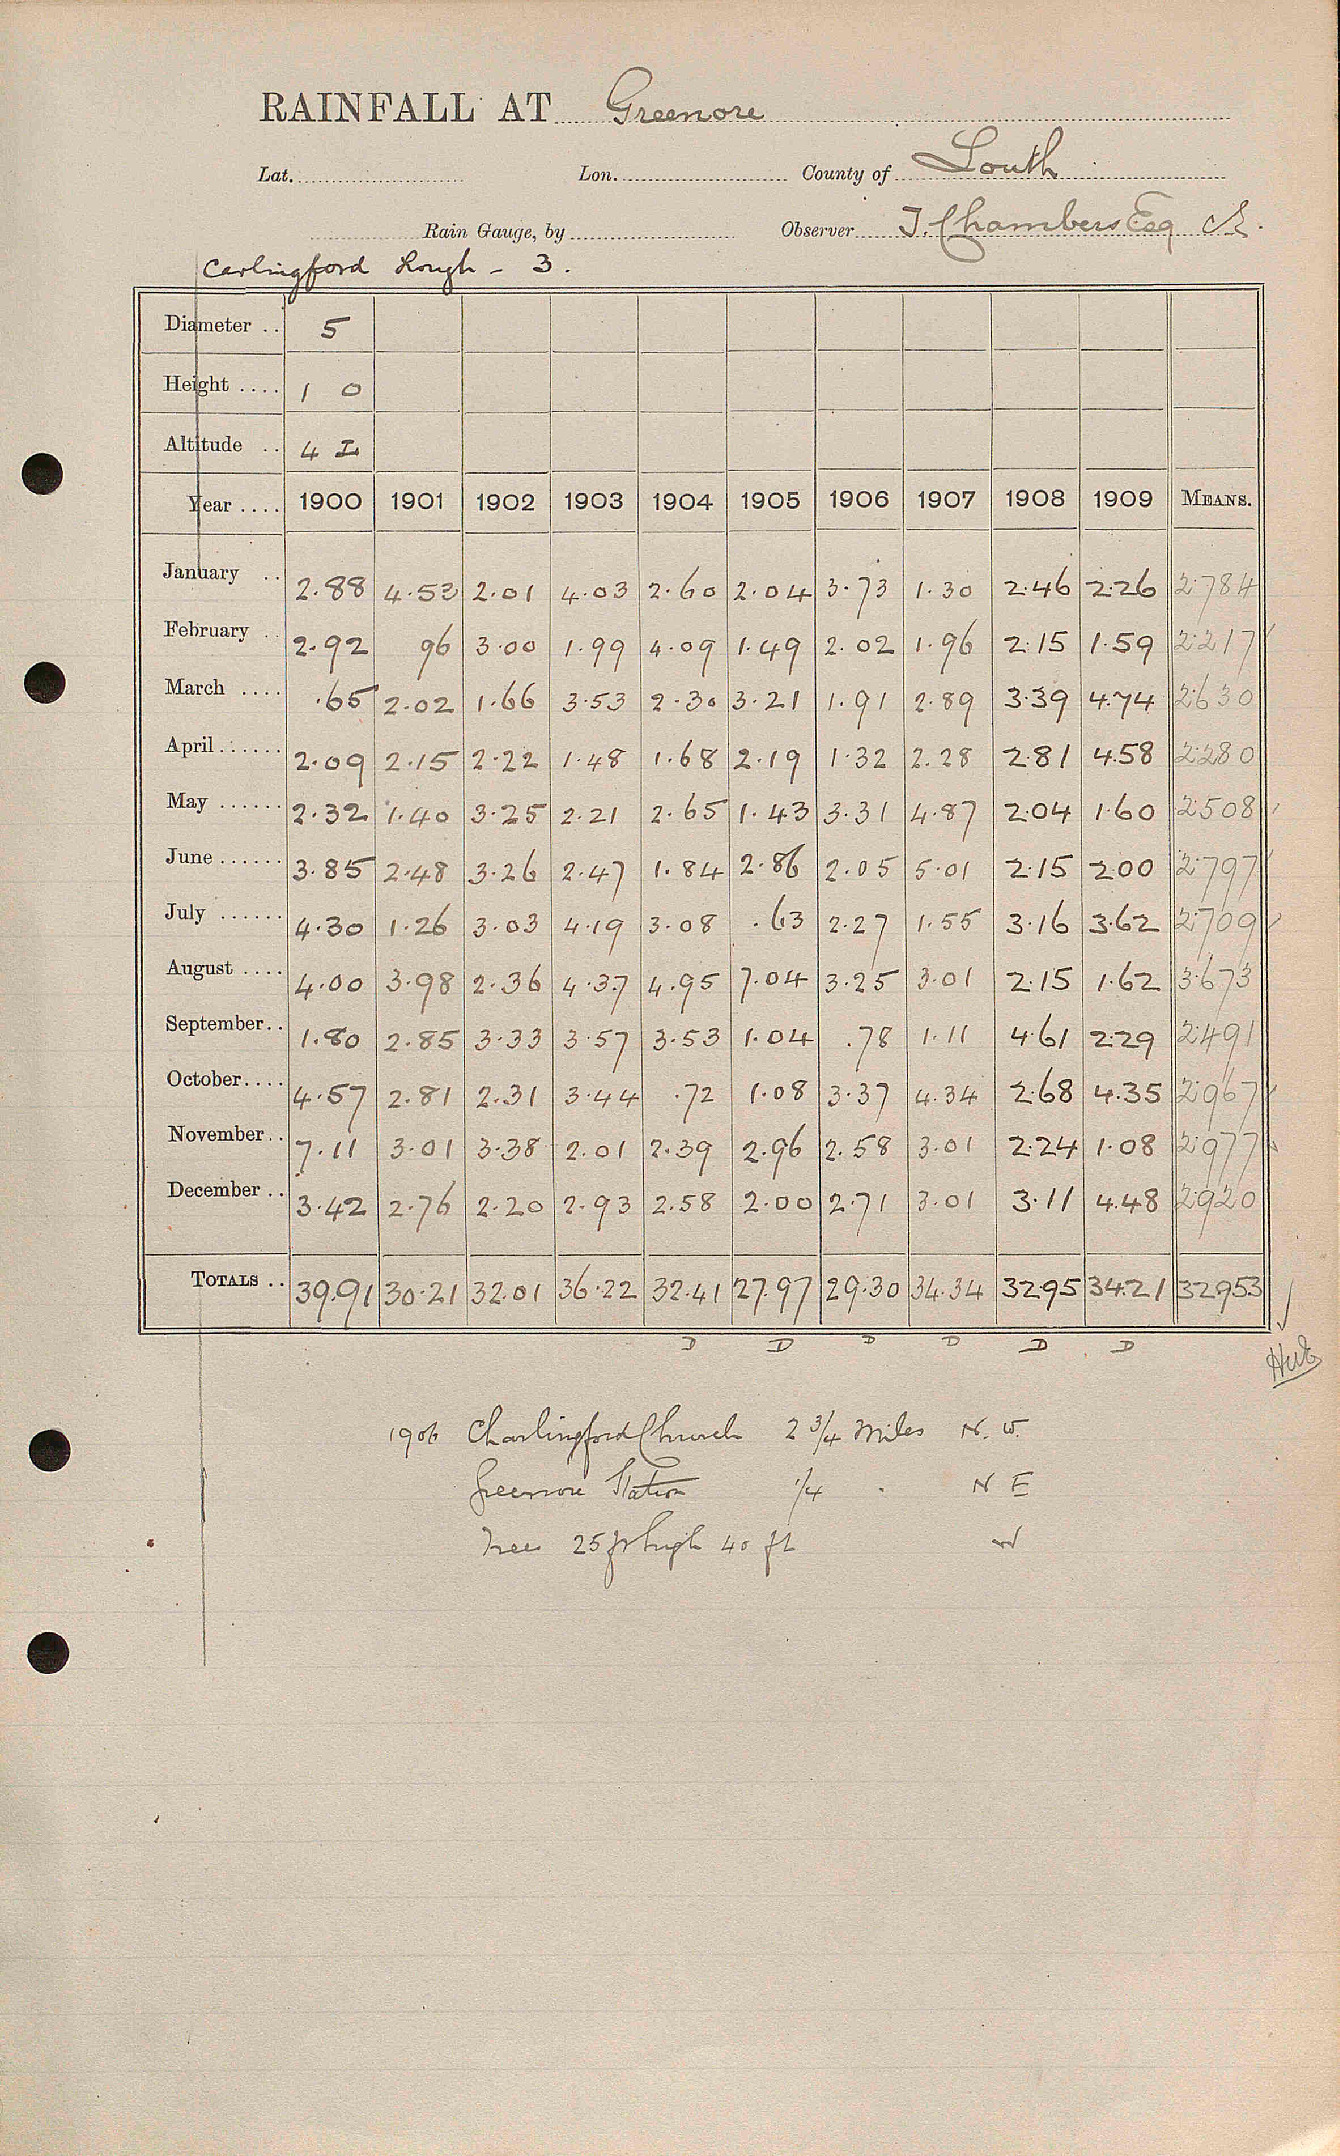 RAINFALL AT Greenore
Lat. Lon. County of Louth
Rain Gauge, by Observer T. Chambers Esq
Carlingford Lough - 3.
Diameter .. 5
Height .... 1 0
Altitude ..
Year .... 1900 1901 1902 1903 1904 1905 1906 1907 1908 1909 MEANS.
January .. 2.88 4.52 2.01 4.03 2.60 2.04 3.73 1.30 2.46 2.26 2.784
February .. 2.92 96 3.00 1.99 4.09 1.49 2.02 1.96 2.15 1.59 2.217
March .... .65 2.02 1.66 3.53 2.30 3.21 1.91 2.89 3.39 4.74 2.630
April ...... 2.09 2.15 2.22 1.48 1.68 2.19 1.32 2.28 2.81 4.58 2.280
May ...... 2.32 1.40 3.25 2.21 2.65 1.43 3.31 4.87 2.04 1.60 2.508
June ...... 3.85 2.48 3.26 2.47 1.84 2.86 2.05 5.01 2.15 2.00 2.797
July ...... 4.30 1.26 3.03 4.19 3.08 .63 2.27 1.55 3.16 3.62 2.709
August .... 4.00 3.98 2.36 4.37 4.95 7.04 3.25 3.01 2.15 1.62 3.673
September.. 1.80 2.85 3.33 3.57 3.53 1.04 .78 1.11 4.61 2.29 2.491
October.... 4.57 2.81 2.31 3.44 .72 1.08 3.37 4.34 2.68 4.35 2.967
November.. 7.11 3.01 3.38 2.01 2.39 2.96 2.58 3.01 2.24 1.08 2.977
December .. 3.42 2.76 2.20 2.93 2.58 2.00 2.71 3.01 3.11 4.48 2.920
TOTALS .. 39.91 30.21 32.01 36.22 32.41 27.97 29.30 34.34 32.95 34.21 32.953
D D D D D D
1906 Charlingford Church 2 3/4 miles N. W.
Greenore Station 1/4 " N E
Tree 25 ft high 40 ft W